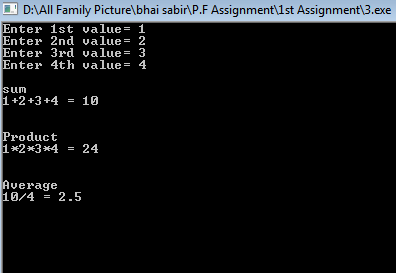 D:\All Family Picture\bhai sabir\P.F Assignment\1st Assignment\3.exe
Enter 1st value= 1
Enter 2nd value= 2
Enter 3rd value= 3
Enter 4th value= 4
sum
1+2+3+4 = 10
Product
1*2*3*4 = 24
Average
10/4 = 2.5